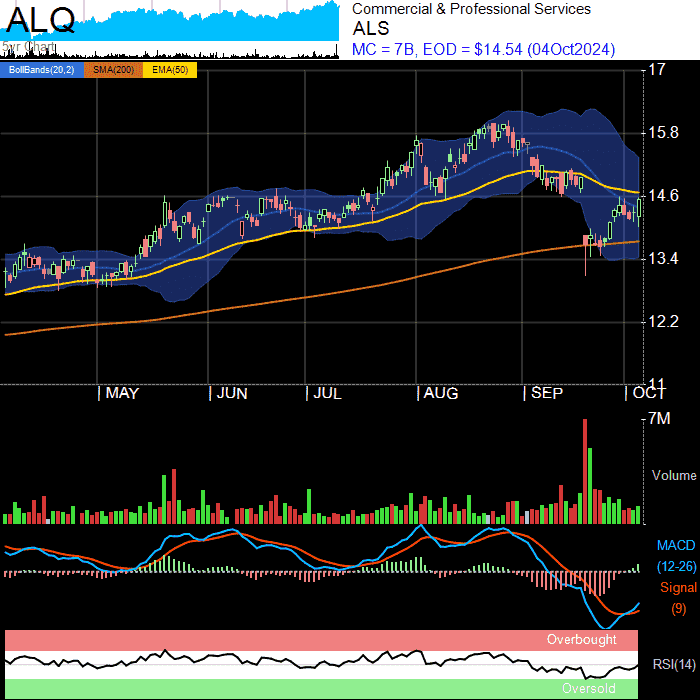 ALQ
5yr Chart
Commercial & Professional Services
ALS
MC = 7B, EOD = $14.54 (04Oct2024)
BollBands(20,2) SMA(200) EMA(50)
17
15.8
14.6
13.4
12.2
11
MAY JUN JUL AUG SEP OCT
7M
Volume
MACD
(12-26)
Signal
(9)
Overbought
RSI(14)
Oversold